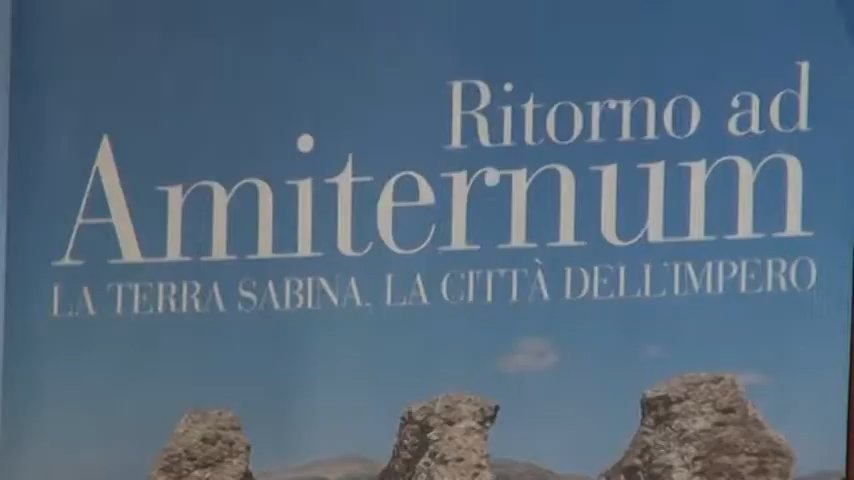 Ritorno ad
Amiternum
LA TERRA SABINA, LA CITTÀ DELL'IMPERO